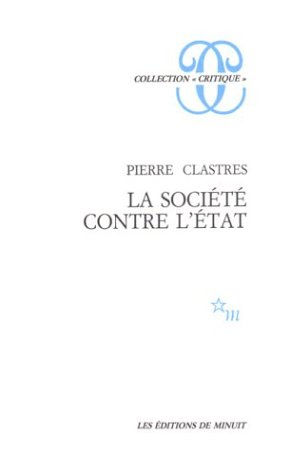 COLLECTION « CRITIQUE »
PIERRE CLASTRES
LA SOCIÉTÉ
CONTRE L'ÉTAT
m
LES ÉDITIONS DE MINUIT